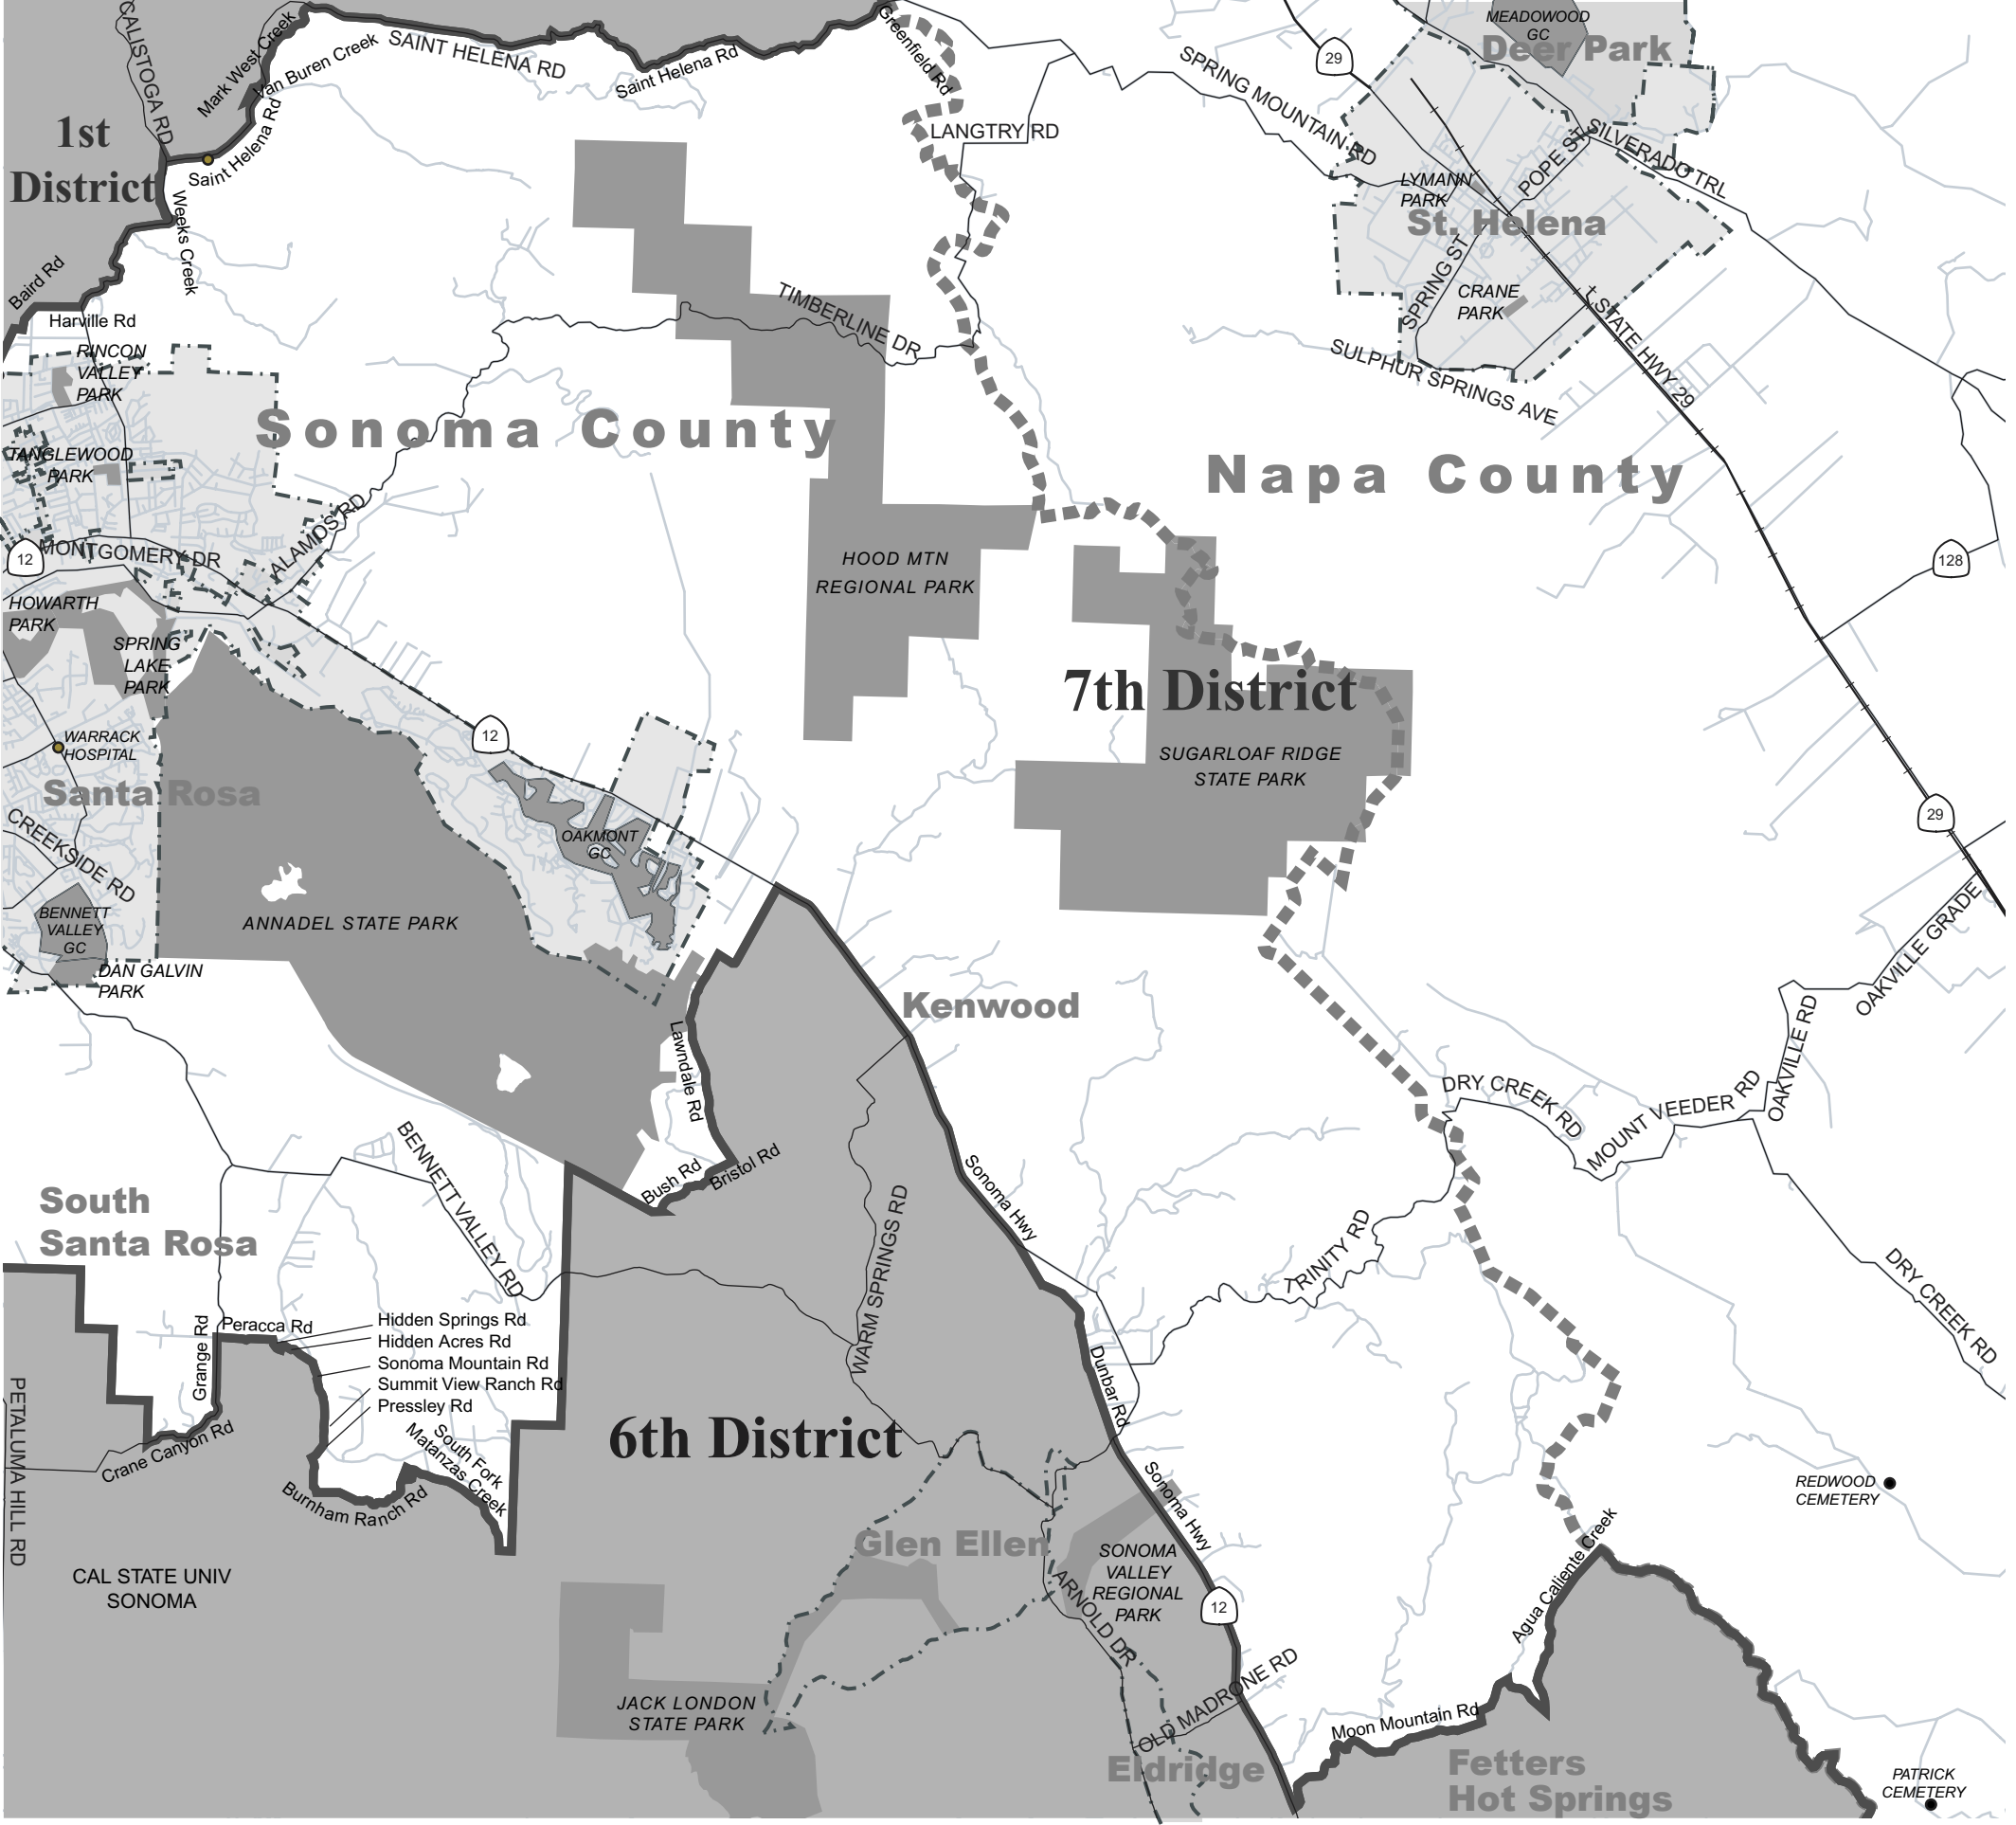 MEADOWOOD
GC
Deer Park
CALISTOGA RD
Mark West Creek
Van Buren Creek
SAINT HELENA RD
Saint Helena Rd
Greenfield Rd
29
SPRING MOUNTAIN RD
LANGTRY RD
1st
District
Saint Helena Rd
Weeks Creek
POPE ST
SILVERADO TRL
LYMANN
PARK
St. Helena
SPRING ST
CRANE
PARK
STATE HWY 29
SULPHUR SPRINGS AVE
Baird Rd
Harville Rd
RINCON
VALLEY
PARK
TIMBERLINE DR
Sonoma County
Napa County
TANGLEWOOD
PARK
ALAMOS RD
12
MONTGOMERY DR
HOWARTH
PARK
SPRING
LAKE
PARK
HOOD MTN
REGIONAL PARK
128
7th District
SUGARLOAF RIDGE
STATE PARK
WARRACK
HOSPITAL
12
Santa Rosa
CREEKSIDE RD
OAKMONT
GC
29
BENNETT
VALLEY
GC
ANNADEL STATE PARK
DAN GALVIN
PARK
OAKVILLE GRADE
Kenwood
Lawndale Rd
OAKVILLE RD
DRY CREEK RD
MOUNT VEEDER RD
BENNETT VALLEY RD
Bush Rd
Bristol Rd
Sonoma Hwy
WARM SPRINGS RD
TRINITY RD
DRY CREEK RD
South
Santa Rosa
Grange Rd
Peracca Rd
Hidden Springs Rd
Hidden Acres Rd
Sonoma Mountain Rd
Summit View Ranch Rd
Pressley Rd
Dunbar Rd
PETALUMA HILL RD
Crane Canyon Rd
South Fork
Matanzas Creek
Burnham Ranch Rd
6th District
Sonoma Hwy
REDWOOD
CEMETERY
CAL STATE UNIV
SONOMA
Glen Ellen
SONOMA
VALLEY
REGIONAL
PARK
ARNOLD DR
12
Agua Caliente Creek
JACK LONDON
STATE PARK
OLD MADRONE RD
Moon Mountain Rd
Eldridge
Fetters
Hot Springs
PATRICK
CEMETERY